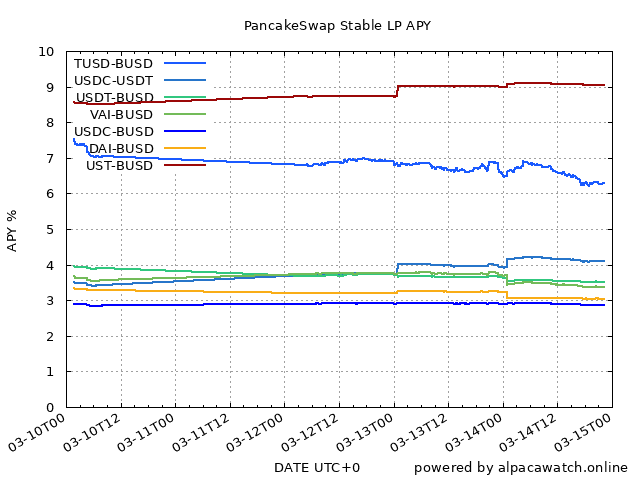 PancakeSwap Stable LP APY
10
9
8
7
6
5
4
3
2
1
0
APY %
TUSD-BUSD
USDC-USDT
USDT-BUSD
VAI-BUSD
USDC-BUSD
DAI-BUSD
UST-BUSD
03-10T00
03-10T12
03-11T00
03-11T12
03-12T00
03-12T12
03-13T00
03-13T12
03-14T00
03-14T12
03-15T00
DATE UTC+0
powered by alpacawatch.online